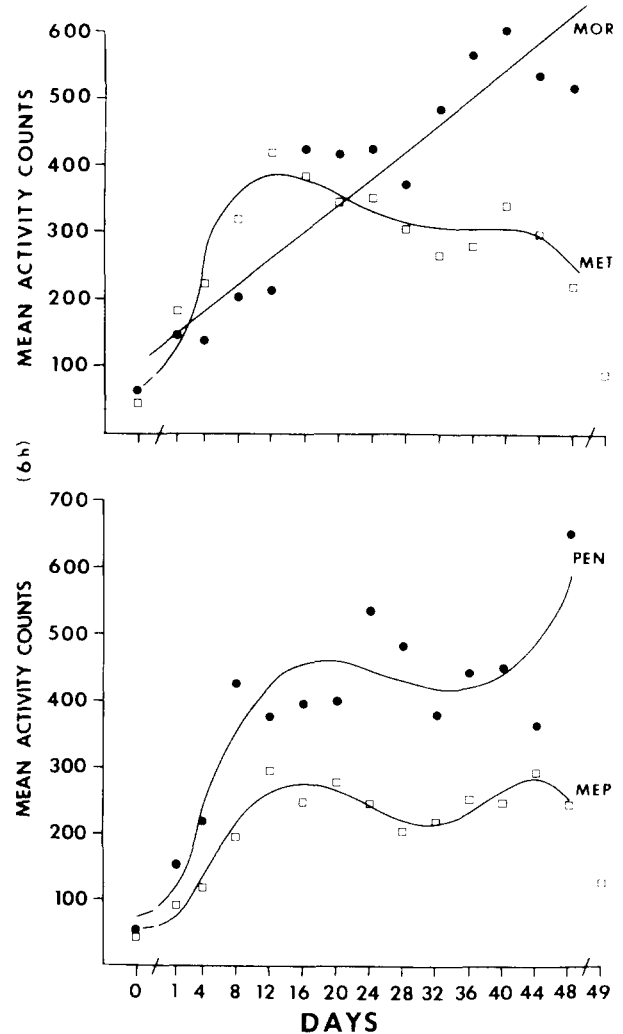 600
MOR
500
400
300
MET
200
100
MEAN ACTIVITY COUNTS
(6h)
700
600
PEN
500
400
300
MEP
200
100
MEAN ACTIVITY COUNTS
0 1 4 8 12 16 20 24 28 32 36 40 44 48 49
DAYS